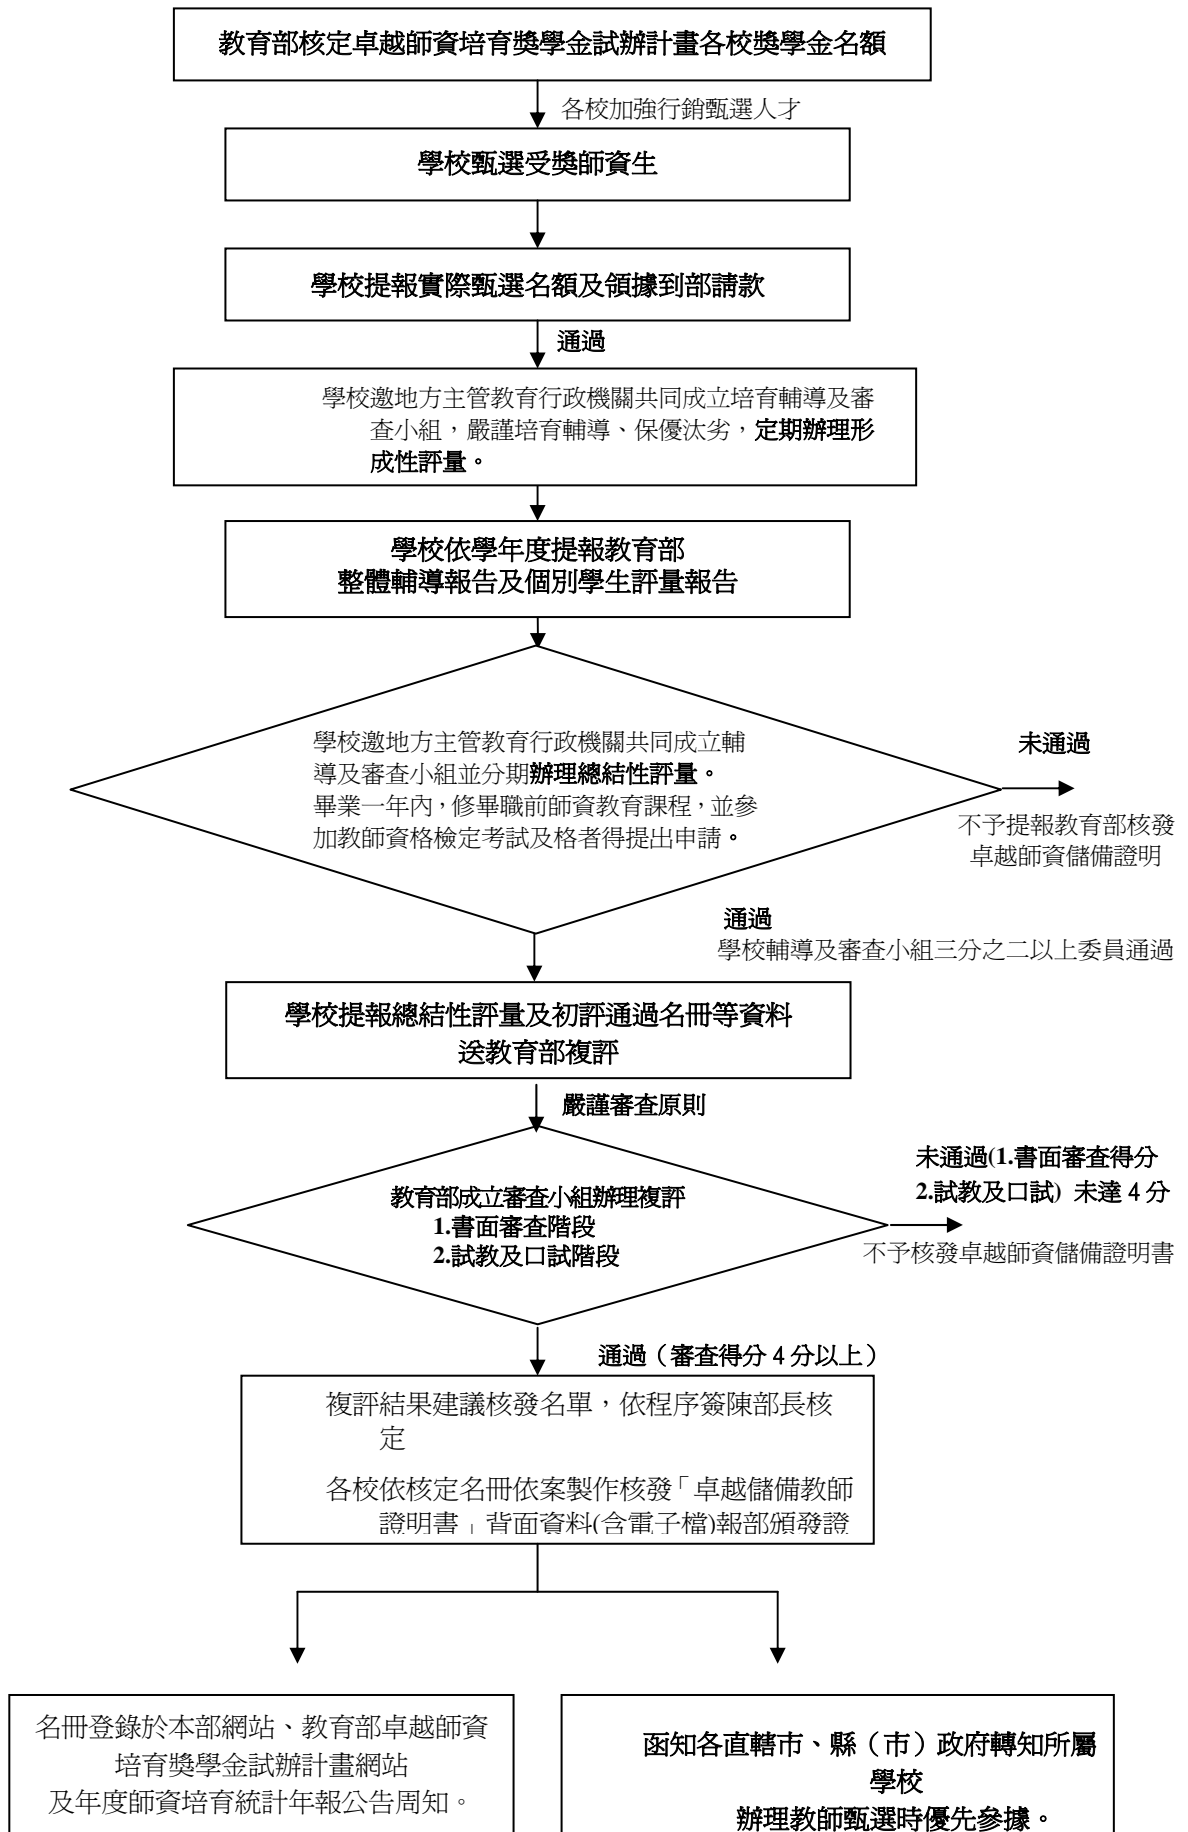 教育部核定卓越師資培育獎學金試辦計畫各校獎學金名額
各校加強行銷甄選人才
學校甄選受獎師資生
學校提報實際甄選名額及領據到部請款
通過
學校邀地方主管教育行政機關共同成立培育輔導及審
查小組，嚴謹培育輔導、保優汰劣，定期辦理形
成性評量。
學校依學年度提報教育部
整體輔導報告及個別學生評量報告
學校邀地方主管教育行政機關共同成立輔
導及審查小組並分期辦理總結性評量。
畢業一年內，修畢職前師資教育課程，並參
加教師資格檢定考試及格者得提出申請。
未通過
不予提報教育部核發
卓越師資儲備證明
通過
學校輔導及審查小組三分之二以上委員通過
學校提報總結性評量及初評通過名冊等資料
送教育部複評
嚴謹審查原則
教育部成立審查小組辦理複評
1.書面審查階段
2.試教及口試階段
未通過(1.書面審查得分
2.試教及口試) 未達 4 分
不予核發卓越師資儲備證明書
通過（審查得分 4 分以上）
複評結果建議核發名單，依程序簽陳部長核
定
各校依核定名冊依案製作核發「卓越儲備教師
證明書」背面資料(含電子檔)報部頒發證
名冊登錄於本部網站、教育部卓越師資
培育獎學金試辦計畫網站
及年度師資培育統計年報公告周知。
函知各直轄市、縣（市）政府轉知所屬
學校
辦理教師甄選時優先參據。